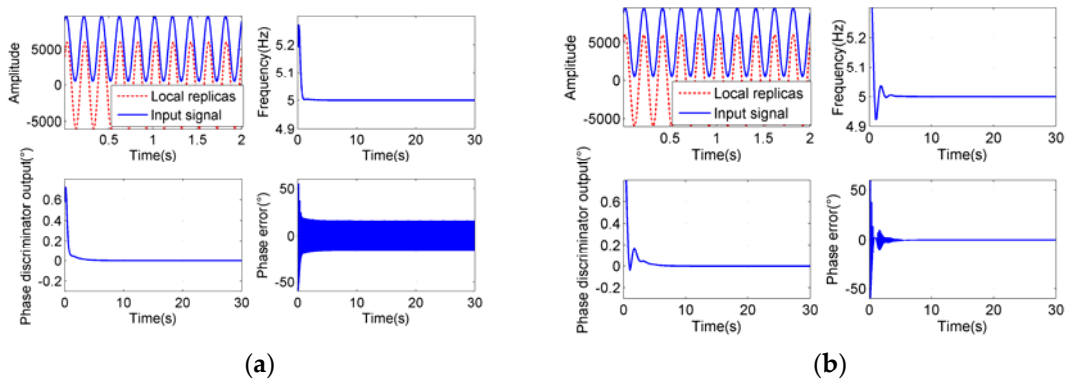 Amplitude
5000
0
-5000
Local replicas
Input signal
0.5 1 1.5 2
Time(s)
Frequency(Hz)
5.2
5.1
5
4.9
0 10 20 30
Time(s)
Phase discriminator output(°)
0.6
0.4
0.2
0
-0.2
0 10 20 30
Time(s)
Phase error(°)
50
0
-50
0 10 20 30
Time(s)
(a)
Amplitude
5000
0
-5000
Local replicas
Input signal
0.5 1 1.5 2
Time(s)
Frequency(Hz)
5.2
5.1
5
4.9
0 10 20 30
Time(s)
Phase discriminator output(°)
0.6
0.4
0.2
0
-0.2
0 10 20 30
Time(s)
Phase error(°)
50
0
-50
0 10 20 30
Time(s)
(b)